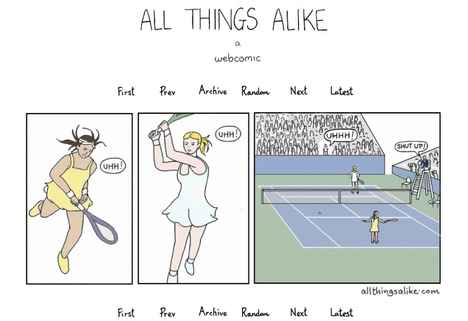 ALL THINGS ALIKE
a
webcomic
First Prev Archive Random Next Latest
UHH!
UHH!
UHHH!
SHUT UP!
allthingsalike.com
First Prev Archive Random Next Latest